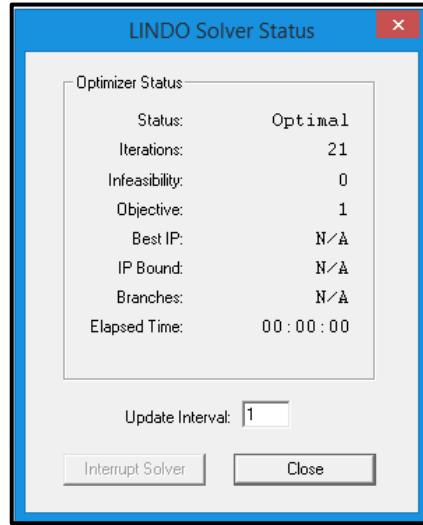 LINDO Solver Status
Optimizer Status
Status: Optimal
Iterations: 21
Infeasibility: 0
Objective: 1
Best IP: N/A
IP Bound: N/A
Branches: N/A
Elapsed Time: 00:00:00
Update Interval: 1
Interrupt Solver Close